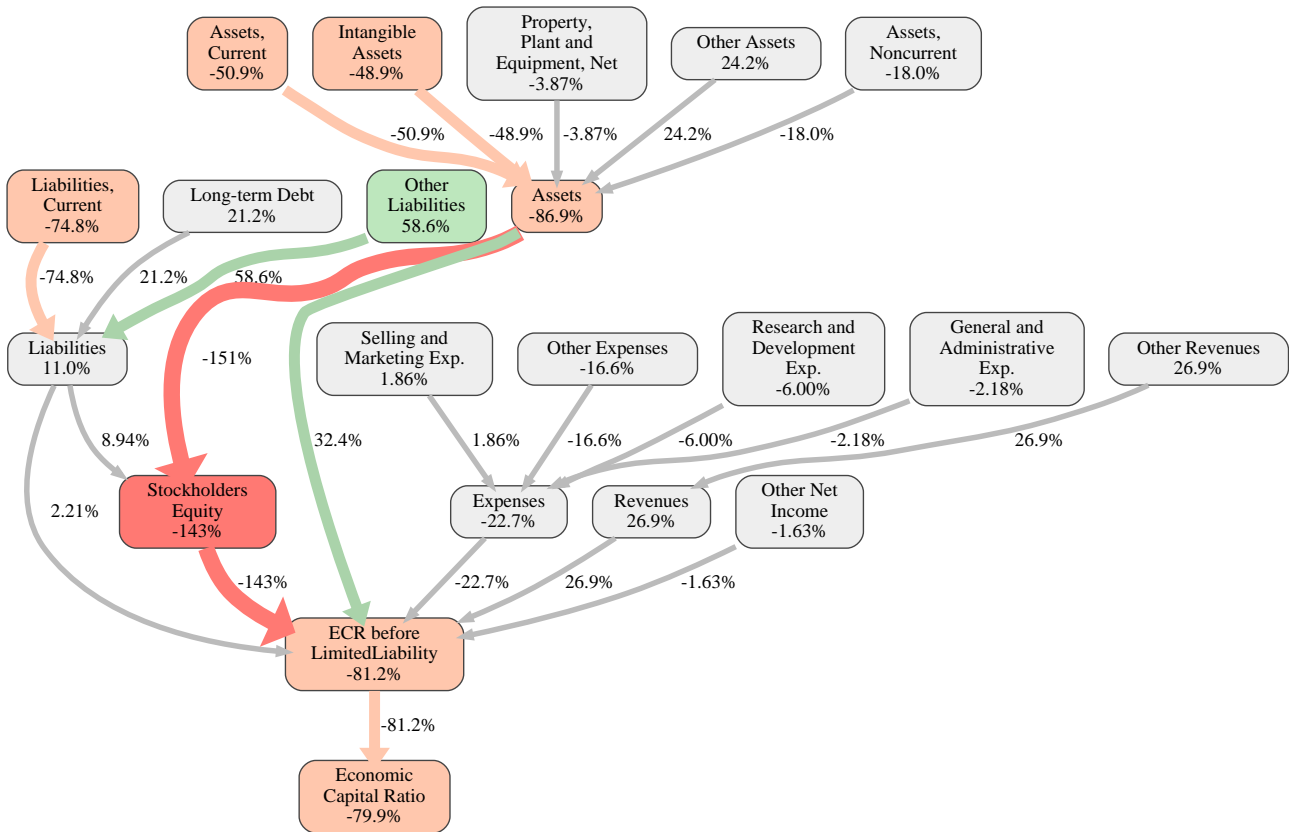 Assets,
Current
-50.9%
Intangible
Assets
-48.9%
Property,
Plant and
Equipment, Net
-3.87%
Other Assets
24.2%
Assets,
Noncurrent
-18.0%
-50.9%
-48.9%
-3.87%
24.2%
-18.0%
Liabilities,
Current
-74.8%
Long-term Debt
21.2%
Other
Liabilities
58.6%
Assets
-86.9%
-74.8%
21.2%
58.6%
Liabilities
11.0%
-151%
Selling and
Marketing Exp.
1.86%
Other Expenses
-16.6%
Research and
Development
Exp.
-6.00%
General and
Administrative
Exp.
-2.18%
Other Revenues
26.9%
8.94%
32.4%
1.86%
-16.6%
-6.00%
-2.18%
26.9%
2.21%
Stockholders
Equity
-143%
Expenses
-22.7%
Revenues
26.9%
Other Net
Income
-1.63%
-143%
-22.7%
26.9%
-1.63%
ECR before
LimitedLiability
-81.2%
-81.2%
Economic
Capital Ratio
-79.9%